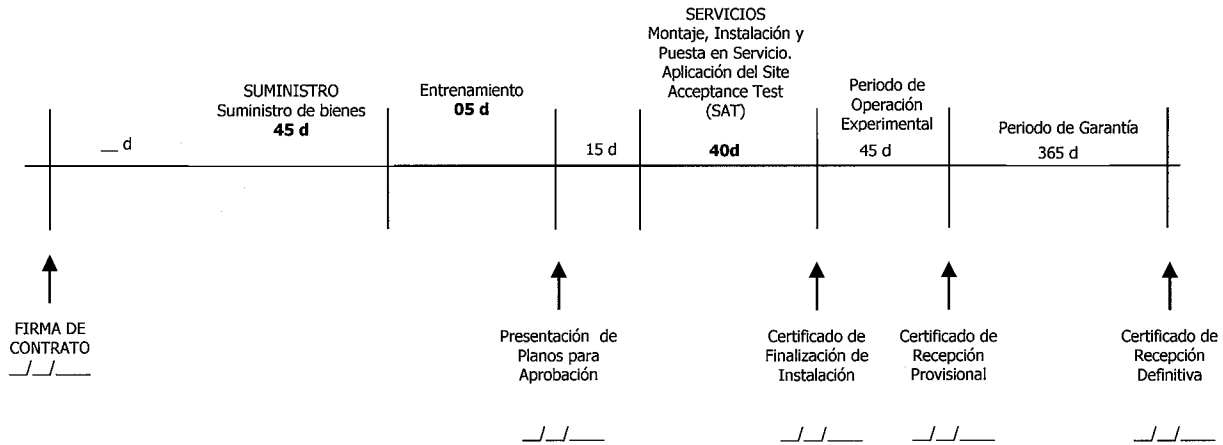 __ d
SUMINISTRO
Suministro de bienes
45 d
Entrenamiento
05 d
15 d
SERVICIOS
Montaje, Instalación y
Puesta en Servicio.
Aplicación del Site
Acceptance Test
(SAT)
40d
Periodo de
Operación
Experimental
45 d
Periodo de Garantía
365 d
FIRMA DE
CONTRATO
__/__/____
Presentación de
Planos para
Aprobación
__/__/____
Certificado de
Finalización de
Instalación
__/__/____
Certificado de
Recepción
Provisional
__/__/____
Certificado de
Recepción
Definitiva
__/__/____